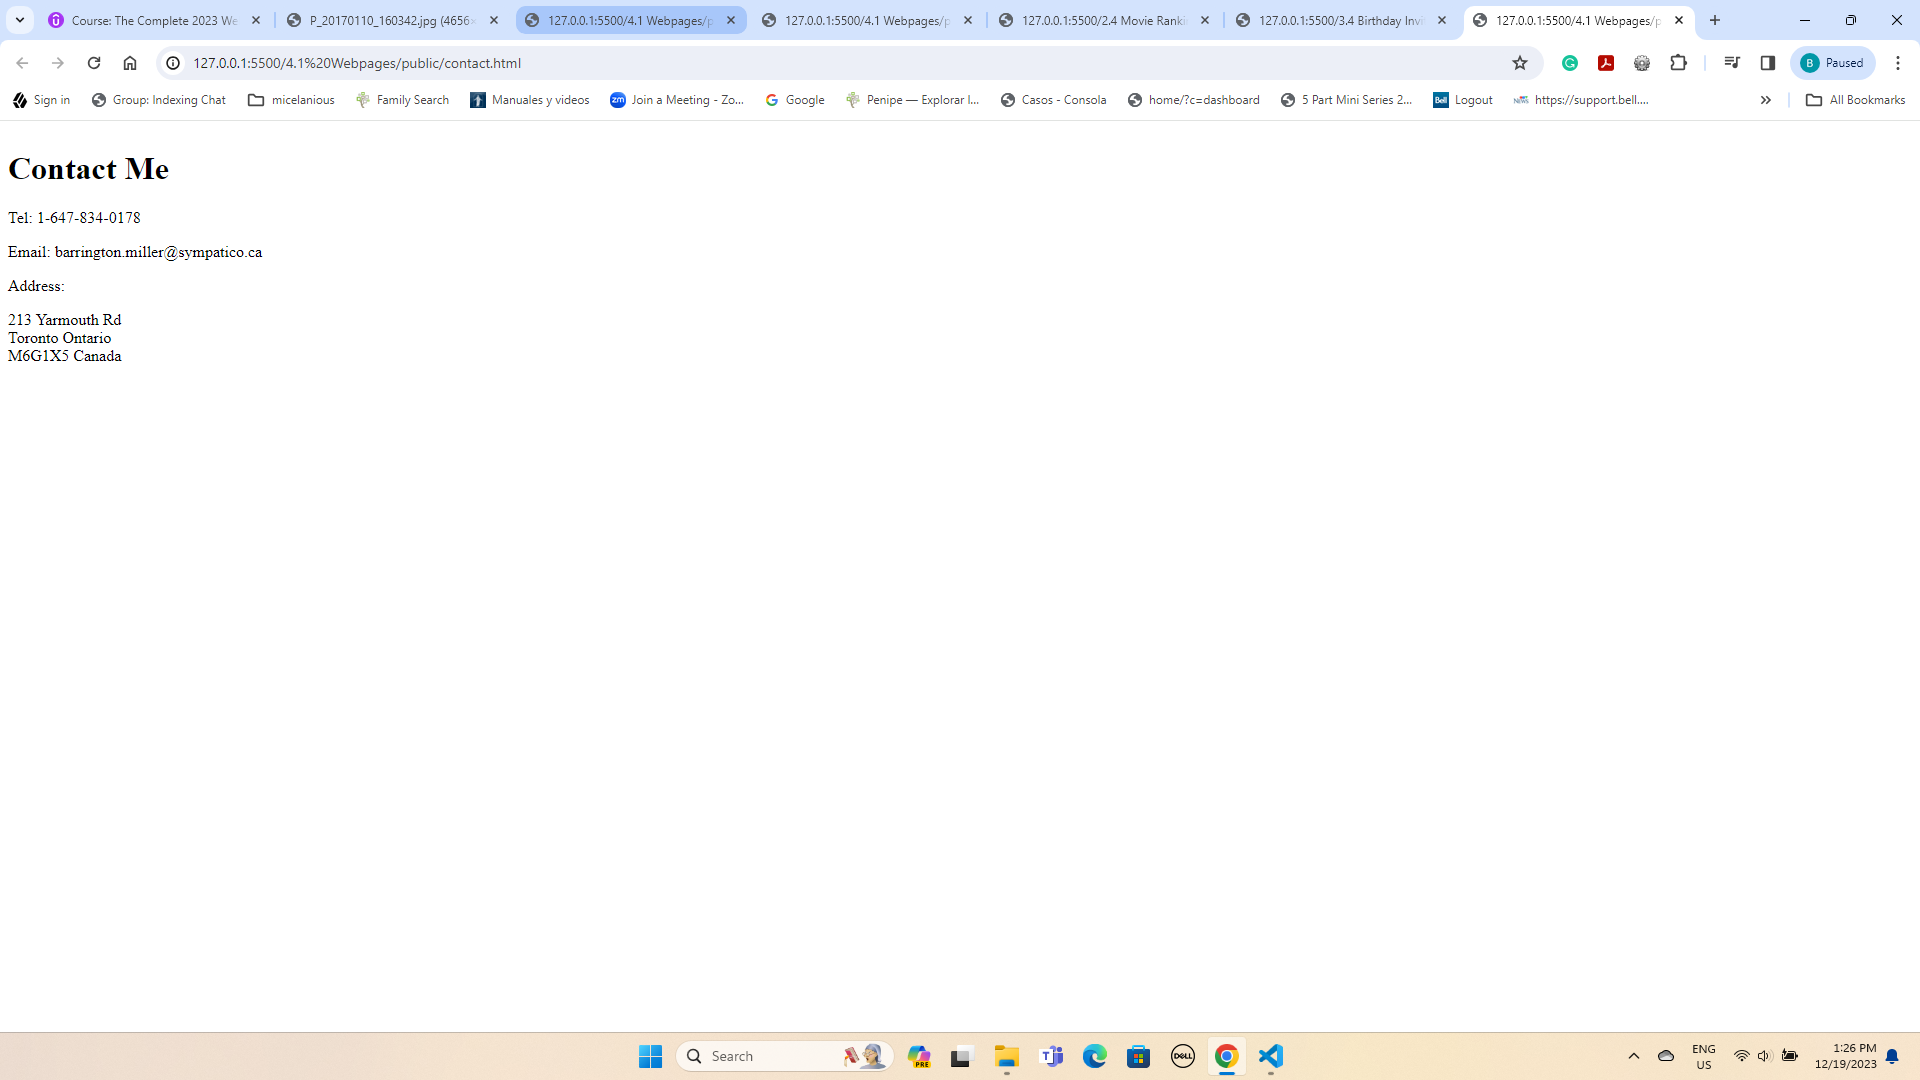 Course: The Complete 2023 We
P_20170110_160342.jpg (4656×
127.0.0.1:5500/4.1 Webpages/p
127.0.0.1:5500/4.1 Webpages/p
127.0.0.1:5500/2.4 Movie Ranki
127.0.0.1:5500/3.4 Birthday Invi
127.0.0.1:5500/4.1 Webpages/p
127.0.0.1:5500/4.1%20Webpages/public/contact.html
B Paused
Sign in
Group: Indexing Chat
micelanious
Family Search
Manuales y videos
zm Join a Meeting - Zo...
Google
Penipe — Explorar I...
Casos - Consola
home/?c=dashboard
5 Part Mini Series 2...
Bell Logout
NEWS https://support.bell....
All Bookmarks
Contact Me
Tel: 1-647-834-0178
Email: barrington.miller@sympatico.ca
Address:
213 Yarmouth Rd
Toronto Ontario
M6G1X5 Canada
Search
PRE
DELL
ENG
US
1:26 PM
12/19/2023